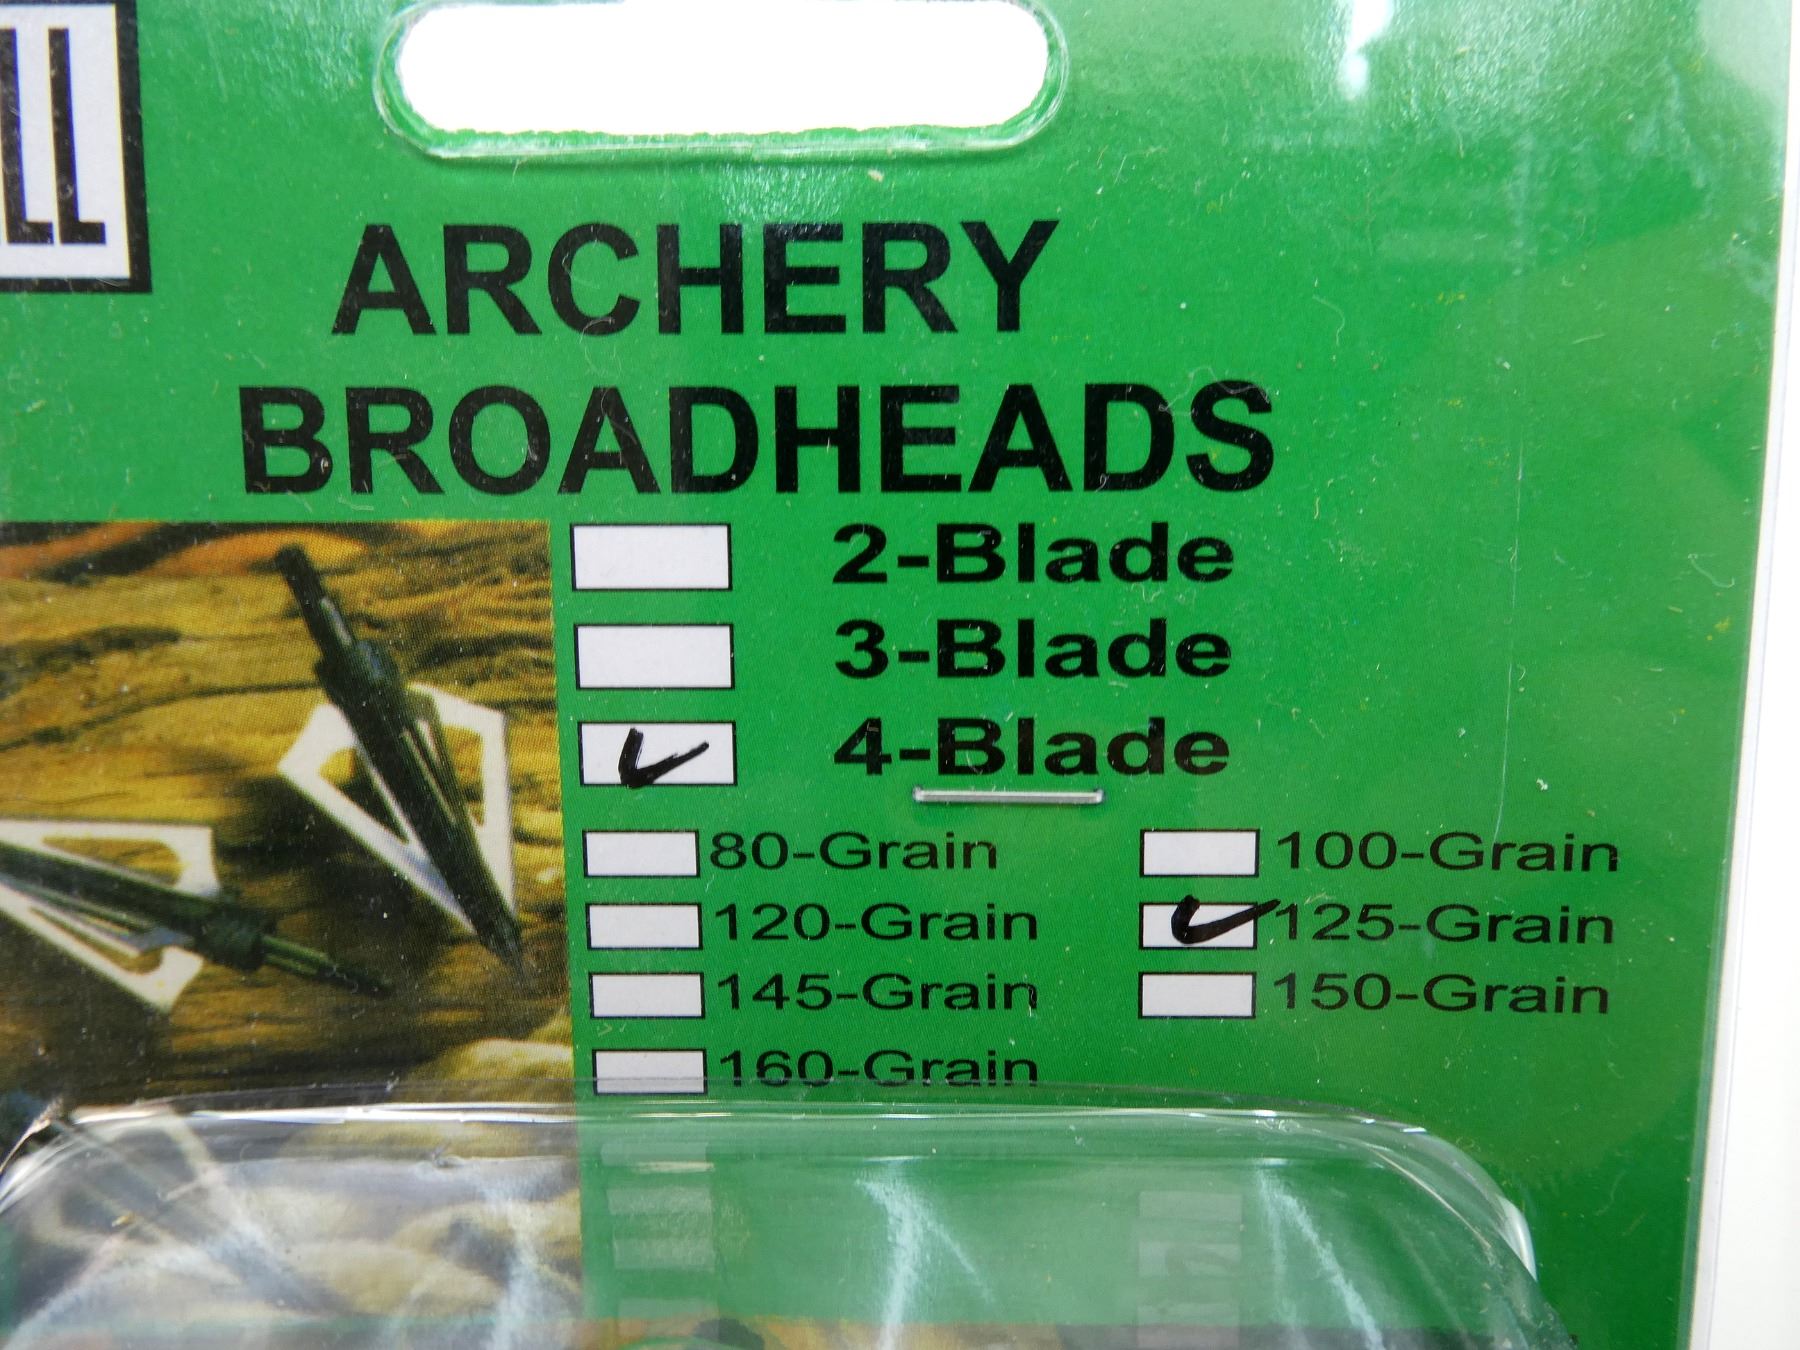 LL
ARCHERY
BROADHEADS
2-Blade
3-Blade
4-Blade
80-Grain 100-Grain
120-Grain 125-Grain
145-Grain 150-Grain
160-Grain